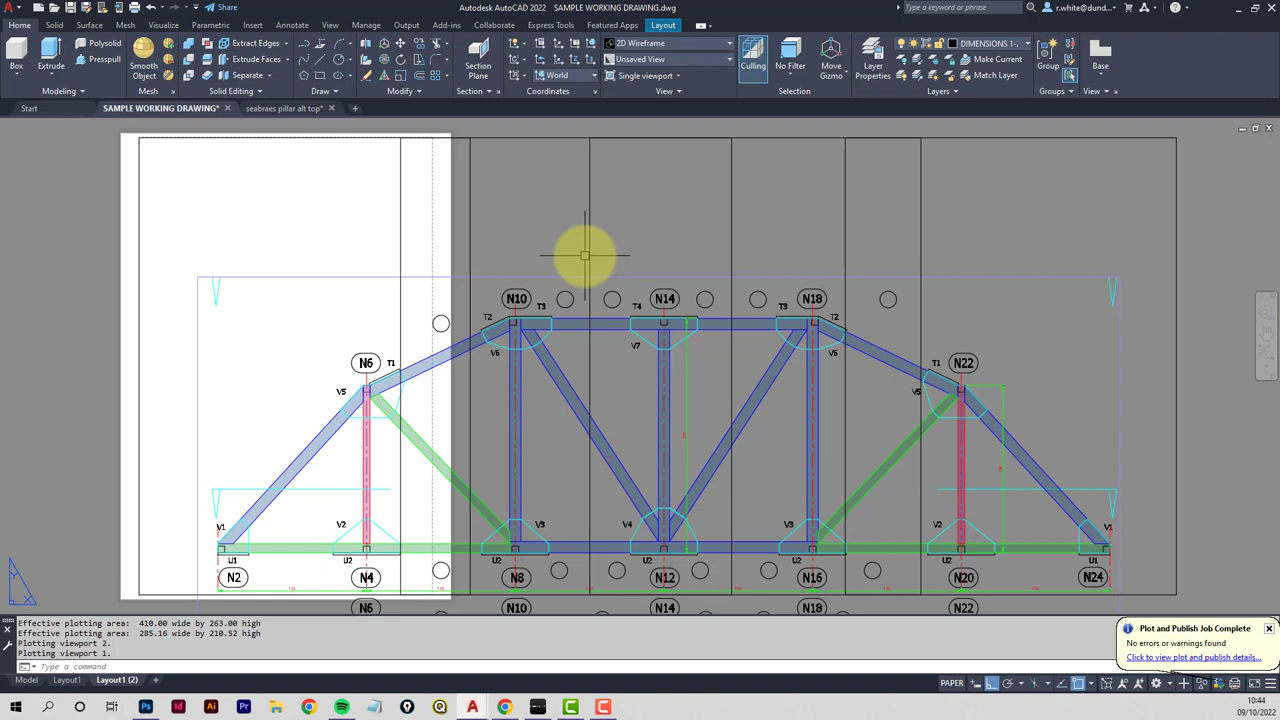 Share
Autodesk AutoCAD 2022 SAMPLE WORKING DRAWING.dwg
Type a keyword or phrase
r.white@dund...
Home Solid Surface Mesh Visualize Parametric Insert Annotate View Manage Output Add-ins Collaborate Express Tools Featured Apps Layout
Box
Extrude
Polysolid
Presspull
Smooth
Object
Extract Edges
Extrude Faces
Separate
Section
Plane
World
2D Wireframe
Unsaved View
Single viewport
Culling
No Filter
Move
Gizmo
Layer
Properties
DIMENSIONS 1-
Make Current
Match Layer
Group
Base
Modeling Mesh Solid Editing Draw Modify Section Coordinates View Selection Layers Groups View
Start SAMPLE WORKING DRAWING* seabraes pillar alt top*
N10 N14 N18
T2 T3 T4 T3 T2
V6 V7 V6
N6 T1 T1 N22
V5 V5
V1 V2 V3 V4 V3 V2 V1
U1 U2 U2 U2 U2 U2 U1
N2 N4 N8 N12 N16 N20 N24
N6 N10 N14 N18 N22
Effective plotting area: 410.00 wide by 263.00 high
Effective plotting area: 285.16 wide by 210.52 high
Plotting viewport 2.
Plotting viewport 1.
Type a command
Plot and Publish Job Complete
No errors or warnings found
Click to view plot and publish details...
Model Layout1 Layout1 (2)
PAPER
10:44
09/10/2022